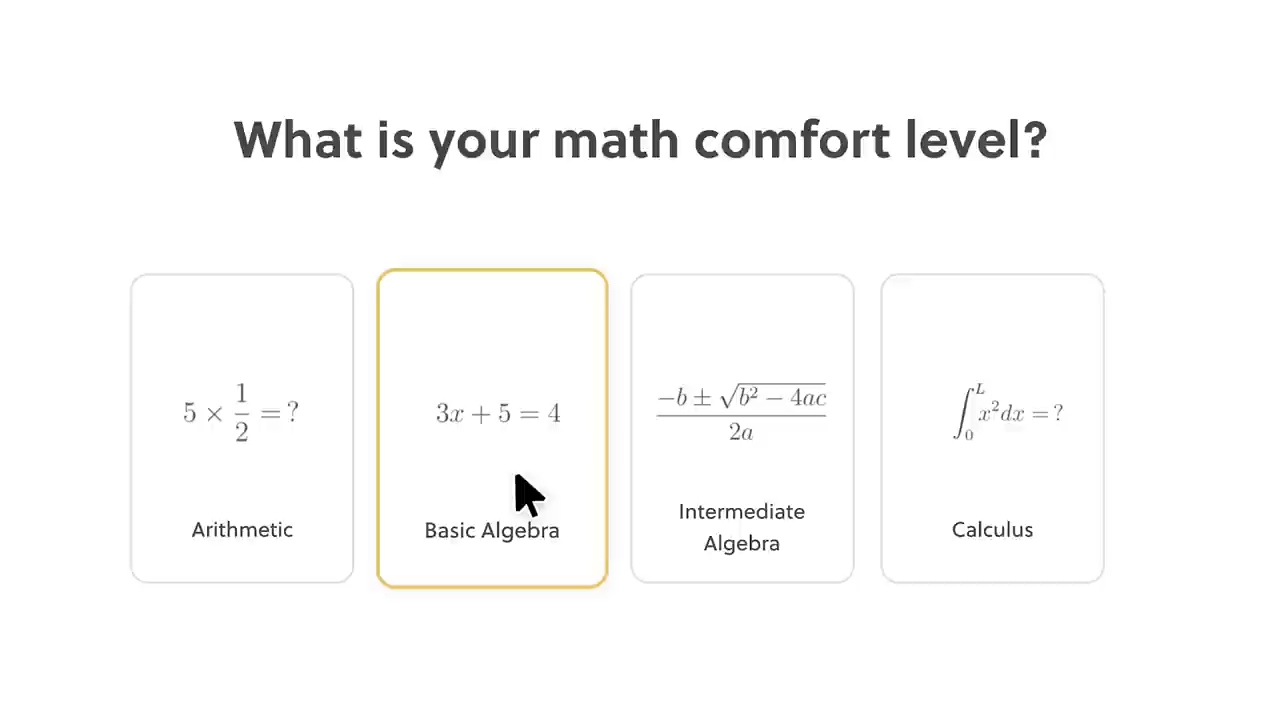 What is your math comfort level?
5 × 1/2 = ?
Arithmetic
3x + 5 = 4
Basic Algebra
−b ± √(b² − 4ac)
2a
Intermediate
Algebra
∫₀ᴸ x²dx = ?
Calculus